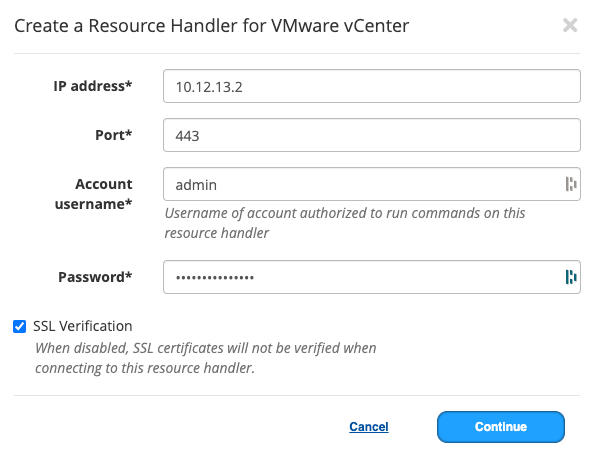 Create a Resource Handler for VMware vCenter
IP address*
10.12.13.2
Port*
443
Account
username*
admin
Username of account authorized to run commands on this
resource handler
Password*
•••••••••••••••
SSL Verification
When disabled, SSL certificates will not be verified when
connecting to this resource handler.
Cancel
Continue